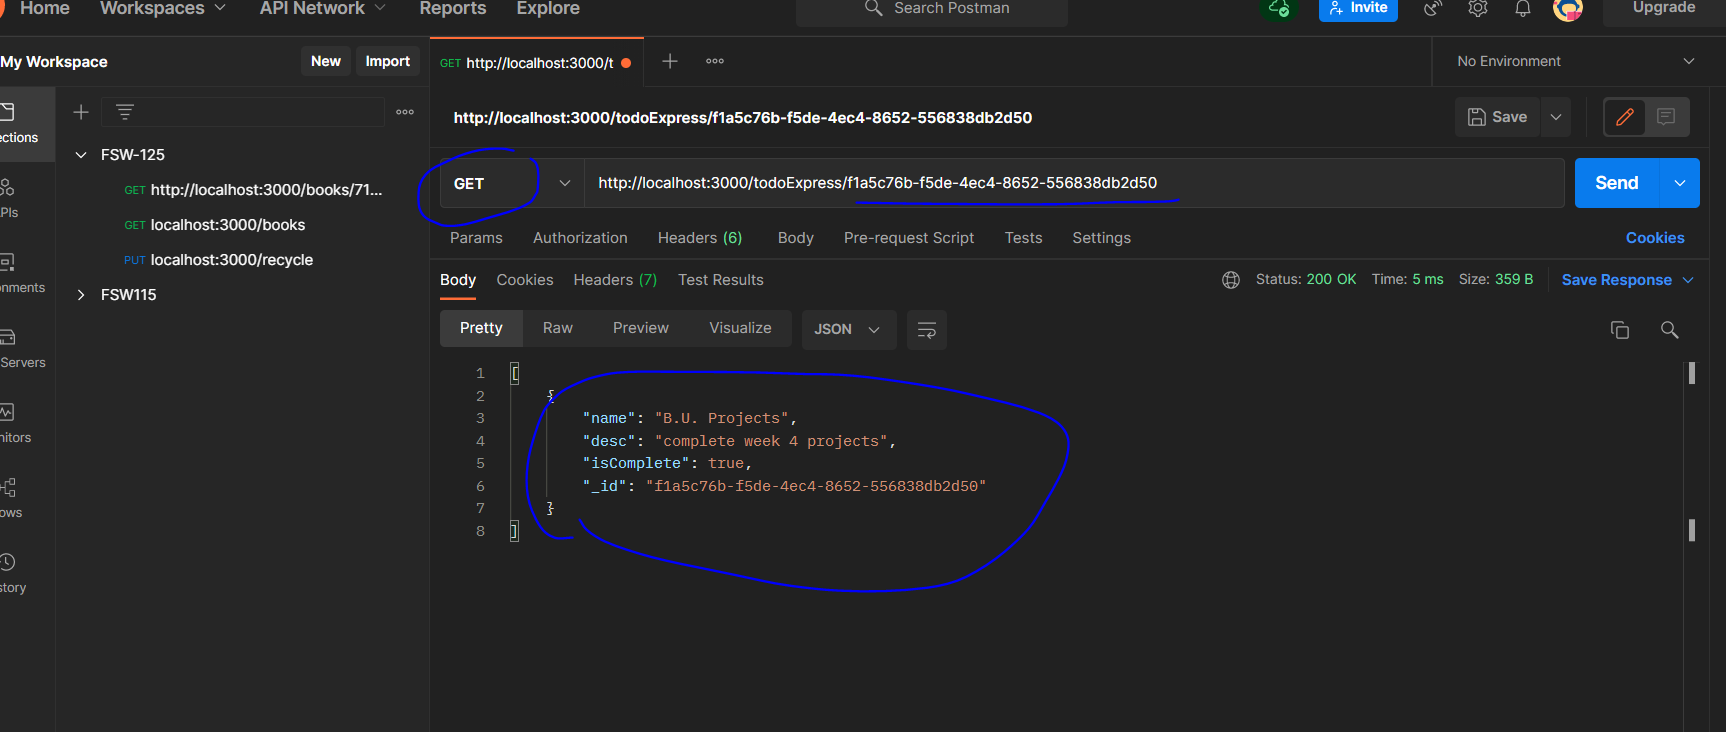 Home Workspaces API Network Reports Explore Search Postman Invite Upgrade
My Workspace New Import GET http://localhost:3000/t No Environment
http://localhost:3000/todoExpress/f1a5c76b-f5de-4ec4-8652-556838db2d50 Save
ections
FSW-125
GET http://localhost:3000/books/71...
GET http://localhost:3000/todoExpress/f1a5c76b-f5de-4ec4-8652-556838db2d50 Send
PIs
GET localhost:3000/books
Params Authorization Headers (6) Body Pre-request Script Tests Settings Cookies
PUT localhost:3000/recycle
onments
FSW115
Body Cookies Headers (7) Test Results Status: 200 OK Time: 5 ms Size: 359 B Save Response
Pretty Raw Preview Visualize JSON
Servers
1 [
2 {
3 "name": "B.U. Projects",
4 "desc": "complete week 4 projects",
nitors
5 "isComplete": true,
6 "_id": "f1a5c76b-f5de-4ec4-8652-556838db2d50"
7 }
ows
8 ]
story